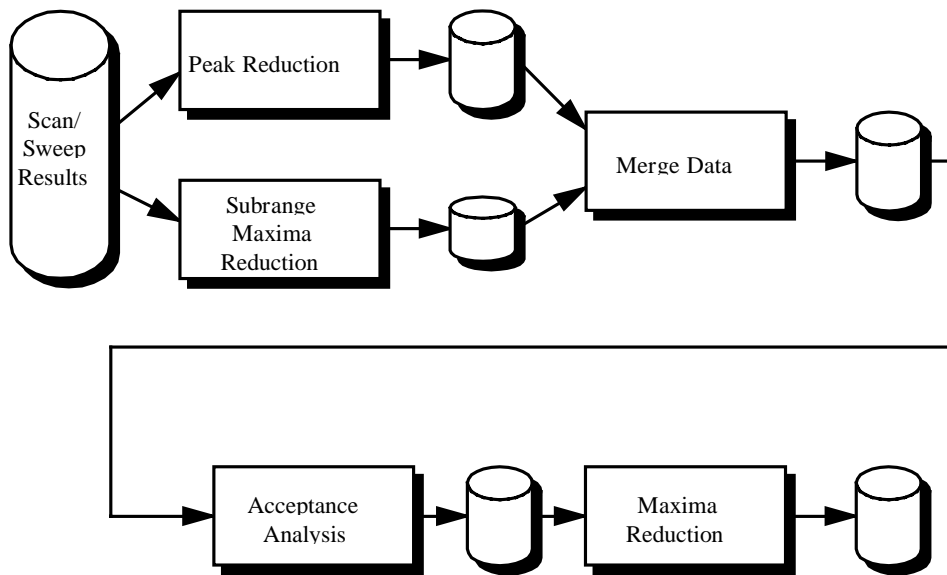 Scan/
Sweep
Results
Peak Reduction
Subrange
Maxima
Reduction
Merge Data
Acceptance
Analysis
Maxima
Reduction